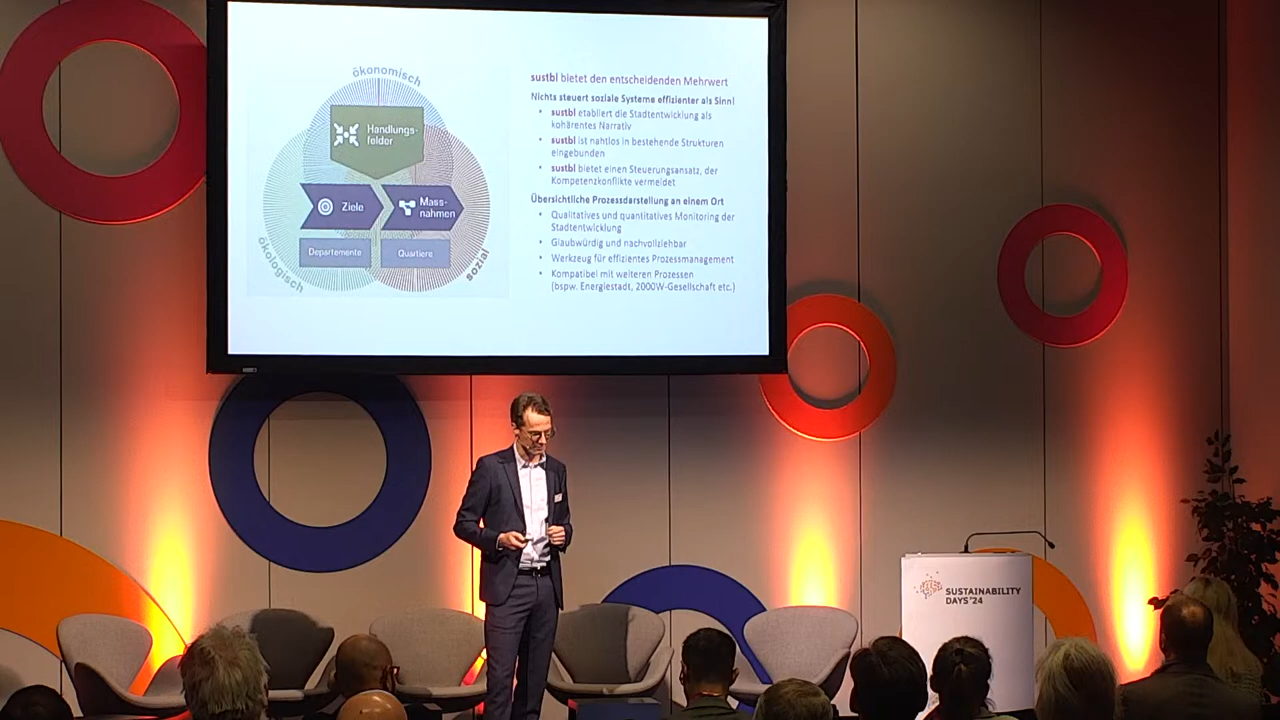 ökonomisch
Handlungs-
felder
Ziele
Mass-
nahmen
Departemente
Quartiere
ökologisch
sozial
sustbl bietet den entscheidenden Mehrwert
Nichts steuert soziale Systeme effizienter als Sinn!
• sustbl etabliert die Stadtentwicklung als
kohärentes Narrativ
• sustbl ist nahtlos in bestehende Strukturen
eingebunden
• sustbl bietet einen Steuerungsansatz, der
Kompetenzkonflikte vermeidet
Übersichtliche Prozessdarstellung an einem Ort
• Qualitatives und quantitatives Monitoring der
Stadtentwicklung
• Glaubwürdig und nachvollziehbar
• Werkzeug für effizientes Prozessmanagement
• Kompatibel mit weiteren Prozessen
(bspw. Energiestadt, 2000W-Gesellschaft etc.)
SUSTAINABILITY
DAYS'24